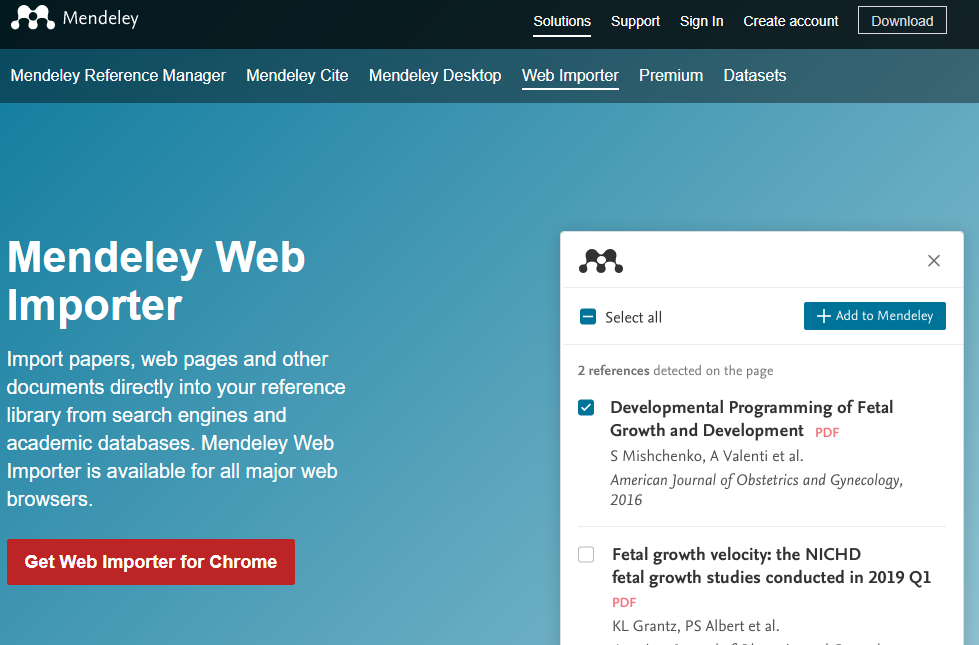 Mendeley
Solutions Support Sign In Create account Download
Mendeley Reference Manager Mendeley Cite Mendeley Desktop Web Importer Premium Datasets
Mendeley Web
Importer
Import papers, web pages and other
documents directly into your reference
library from search engines and
academic databases. Mendeley Web
Importer is available for all major web
browsers.
Get Web Importer for Chrome
Select all
Add to Mendeley
2 references detected on the page
Developmental Programming of Fetal
Growth and Development PDF
S Mishchenko, A Valenti et al.
American Journal of Obstetrics and Gynecology,
2016
Fetal growth velocity: the NICHD
fetal growth studies conducted in 2019 Q1
PDF
KL Grantz, PS Albert et al.